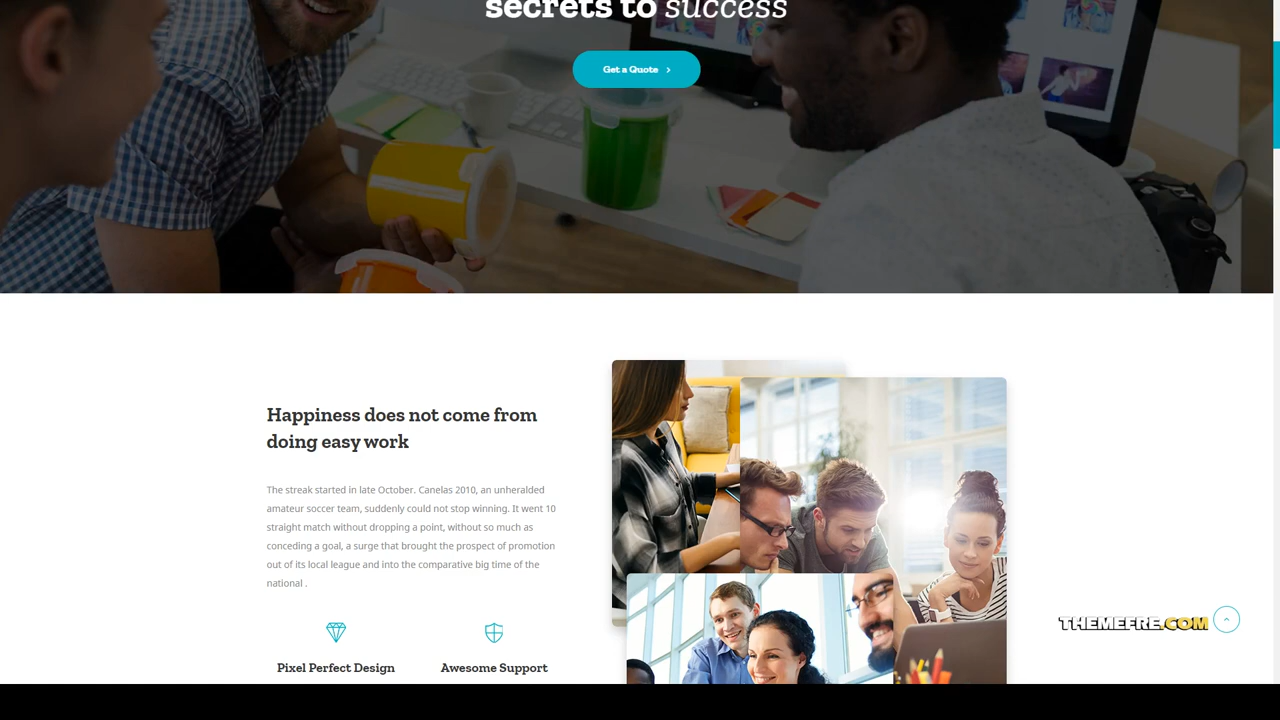 secrets to success
Get a Quote
Happiness does not come from
doing easy work
The streak started in late October. Canelas 2010, an unheralded
amateur soccer team, suddenly could not stop winning. It went 10
straight match without dropping a point, without so much as
conceding a goal, a surge that brought the prospect of promotion
out of its local league and into the comparative big time of the
national .
Pixel Perfect Design
Awesome Support
THEMEFRE.COM